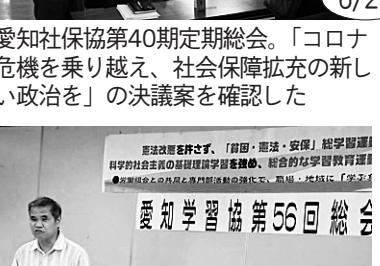 6/2
愛知社保協第40期定期総会。「コロナ
危機を乗り越え、社会保障拡充の新し
い政治を」の決議案を確認した
憲法改悪を許さず、「貧困・憲法・安保」総学習運動
科学的社会主義の基礎理論学習を強め、総合的な学習教育運動
愛知学習協第56回総会